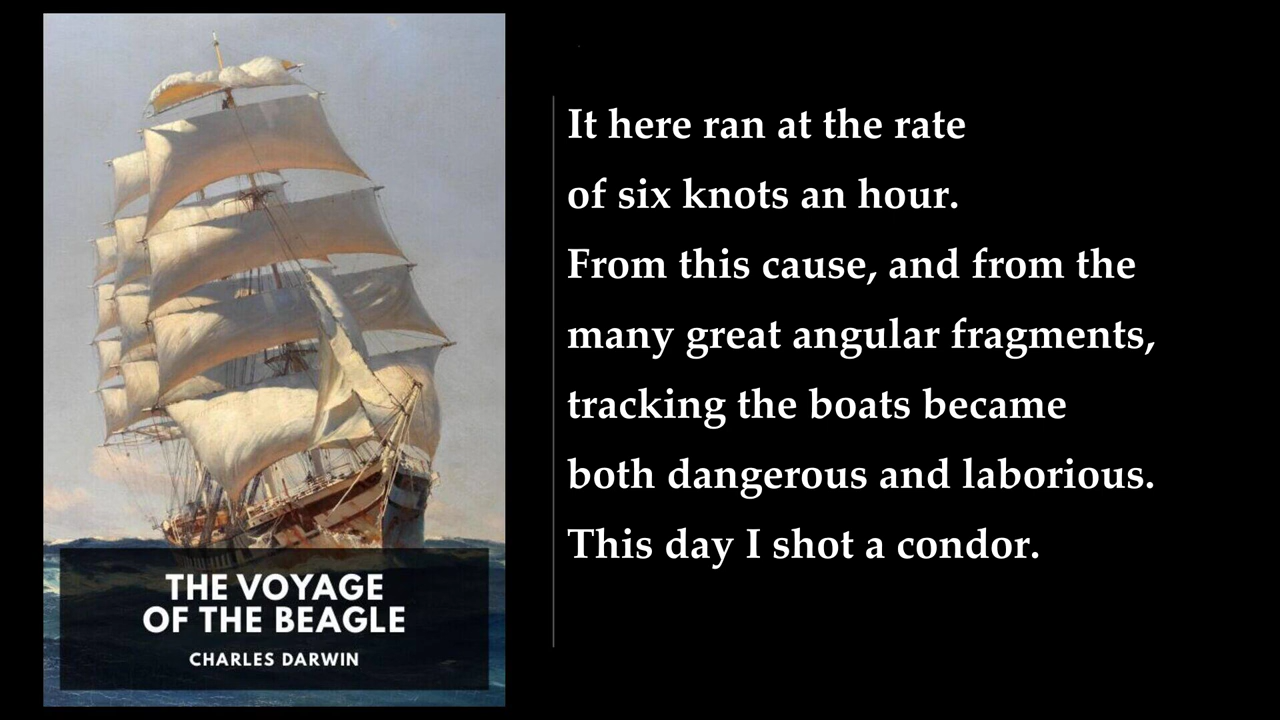 THE VOYAGE
OF THE BEAGLE
CHARLES DARWIN
It here ran at the rate
of six knots an hour.
From this cause, and from the
many great angular fragments,
tracking the boats became
both dangerous and laborious.
This day I shot a condor.